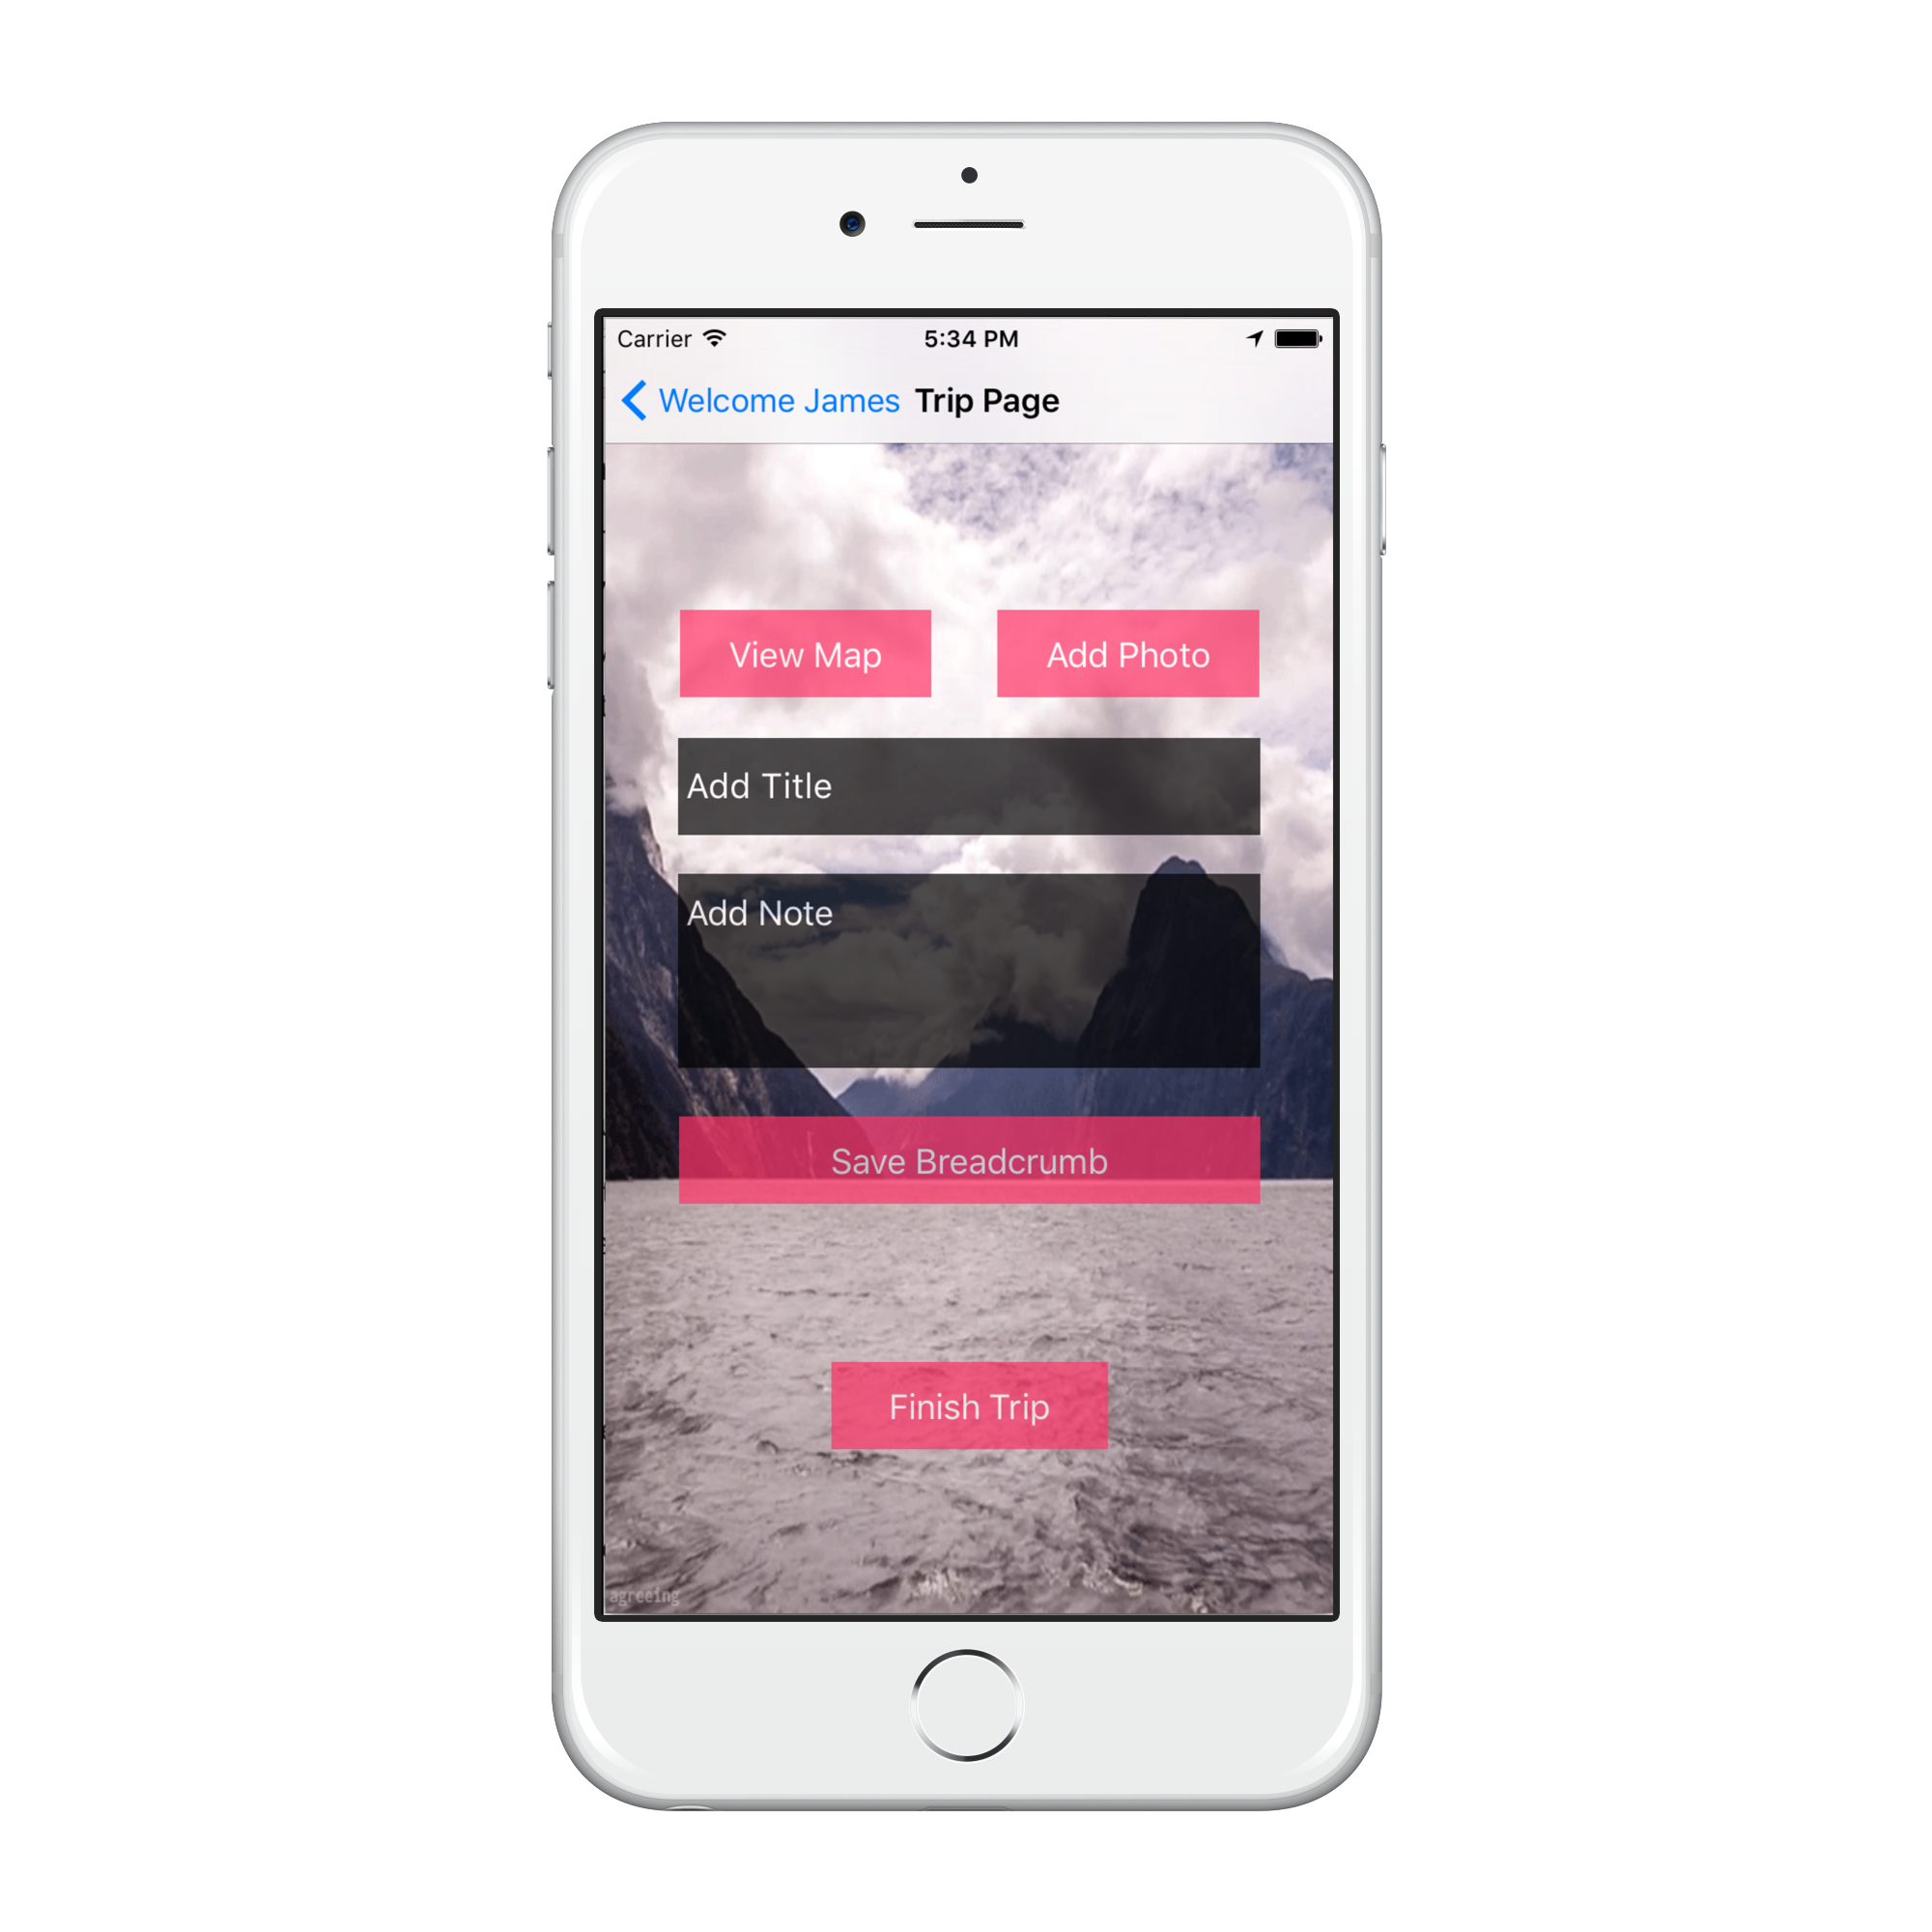 Carrier 5:34 PM
Welcome James Trip Page
View Map Add Photo
Add Title
Add Note
Save Breadcrumb
Finish Trip
agreeing